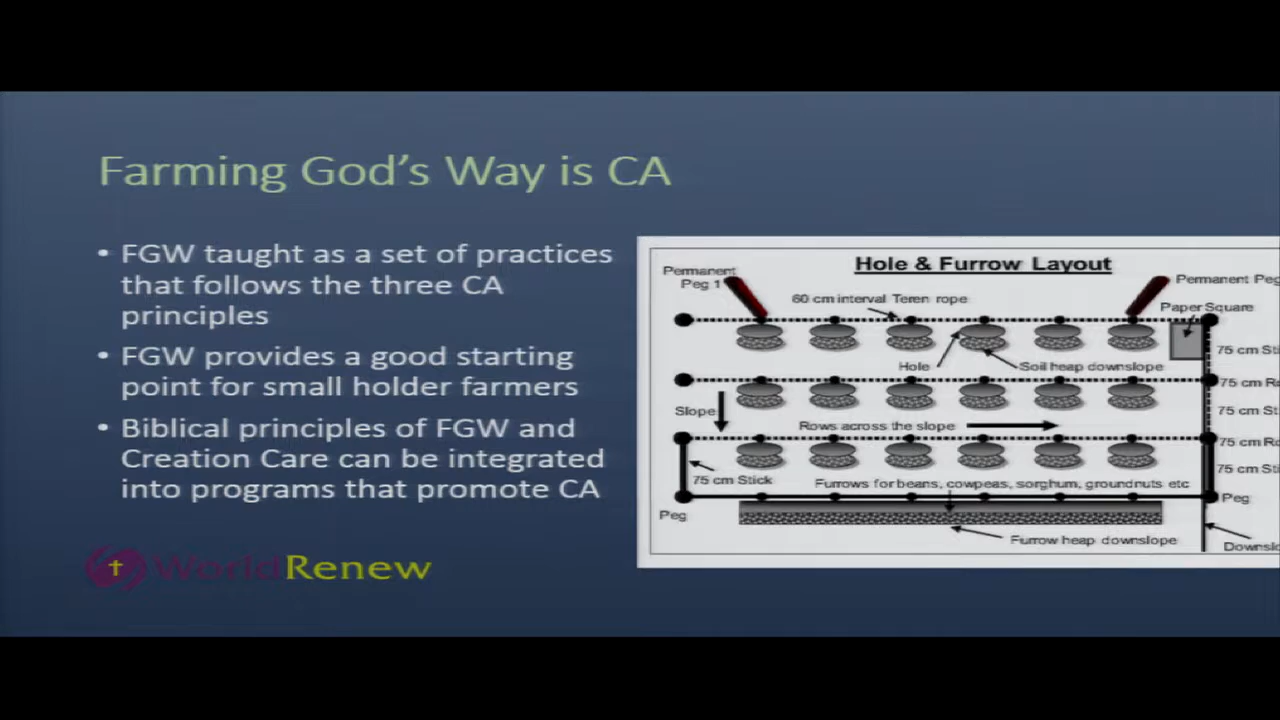 Farming God's Way is CA
• FGW taught as a set of practices
that follows the three CA
principles
• FGW provides a good starting
point for small holder farmers
• Biblical principles of FGW and
Creation Care can be integrated
into programs that promote CA
WorldRenew
Hole & Furrow Layout
Permanent
Peg 1
Permanent Peg
60 cm interval Teren rope
Paper Square
Hole
Soil heap downslope
75 cm
75 cm
Slope
Rows across the slope
75 cm
75 cm
75 cm Stick
75 cm
Furrows for beans, cowpeas, sorghum, groundnuts etc
Peg
Peg
Furrow heap downslope